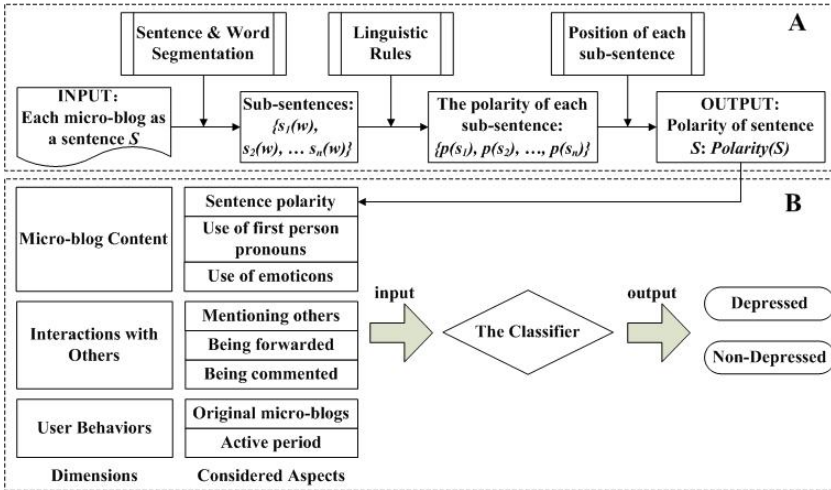 Sentence & Word
Segmentation
Linguistic
Rules
Position of each
sub-sentence
A
INPUT:
Each micro-blog as
a sentence S
Sub-sentences:
{s1(w),
s2(w), … sn(w)}
The polarity of each
sub-sentence:
{p(s1), p(s2), …, p(sn)}
OUTPUT:
Polarity of sentence
S: Polarity(S)
B
Micro-blog Content
Sentence polarity
Use of first person
pronouns
Use of emoticons
Interactions with
Others
Mentioning others
Being forwarded
Being commented
User Behaviors
Original micro-blogs
Active period
Dimensions
Considered Aspects
input
The Classifier
output
Depressed
Non-Depressed